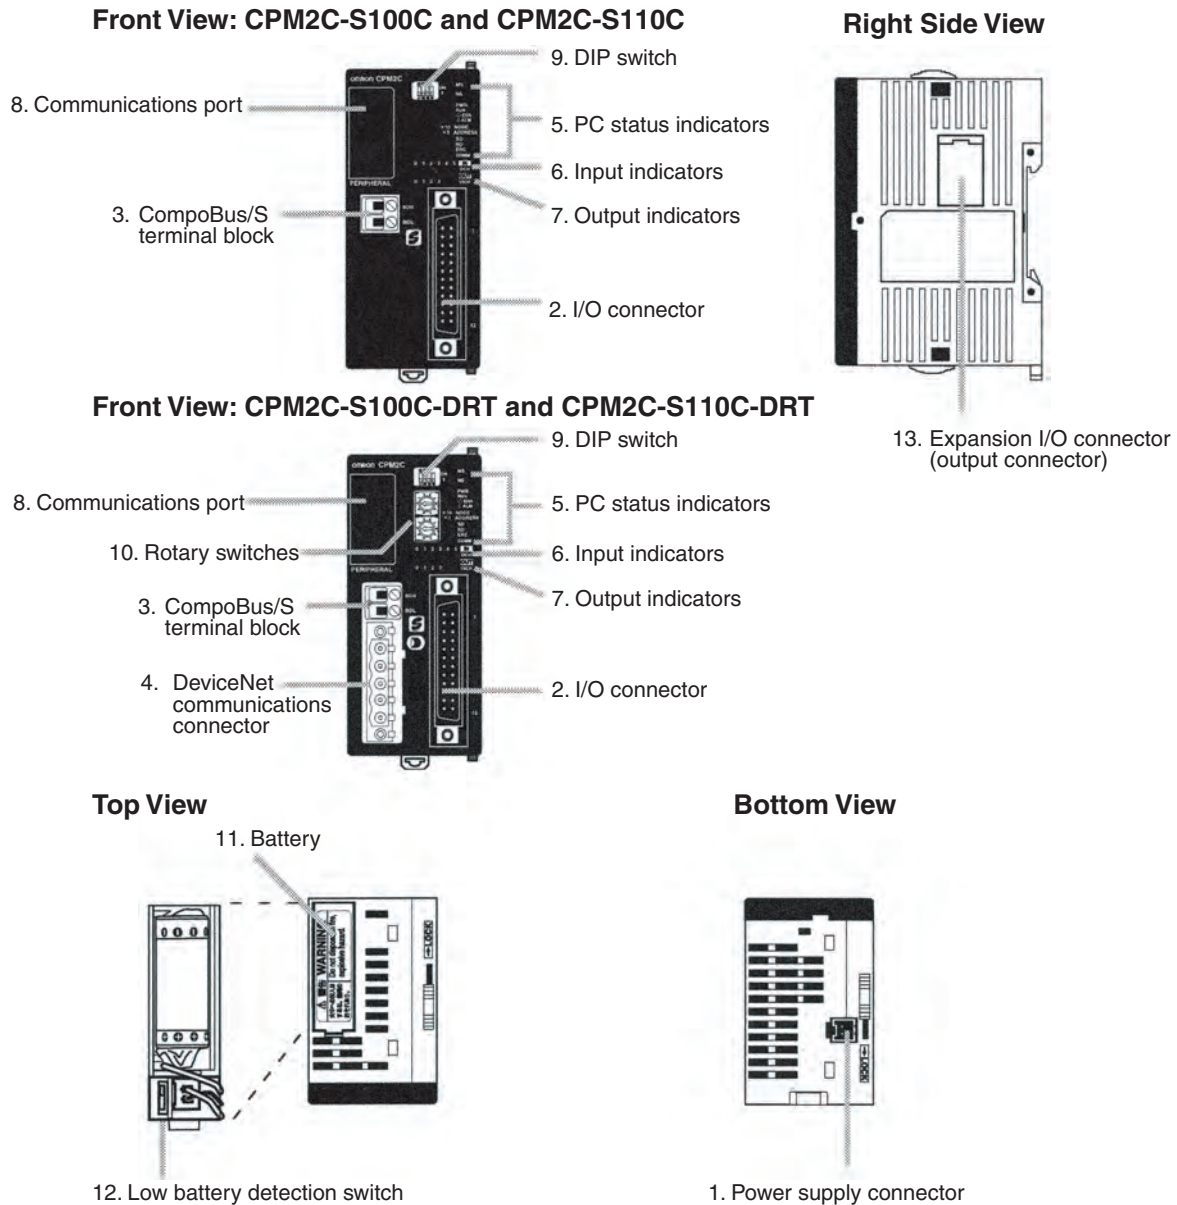 Front View: CPM2C-S100C and CPM2C-S110C
Right Side View
9. DIP switch
omron CPM2C
8. Communications port
5. PC status indicators
6. Input indicators
PERIPHERAL
3. CompoBus/S
terminal block
7. Output indicators
2. I/O connector
Front View: CPM2C-S100C-DRT and CPM2C-S110C-DRT
13. Expansion I/O connector
(output connector)
9. DIP switch
omron CPM2C
8. Communications port
5. PC status indicators
10. Rotary switches
6. Input indicators
PERIPHERAL
3. CompoBus/S
terminal block
7. Output indicators
4. DeviceNet
communications
connector
2. I/O connector
Top View
Bottom View
11. Battery
WARNING
LOCK
LOCK
12. Low battery detection switch
1. Power supply connector